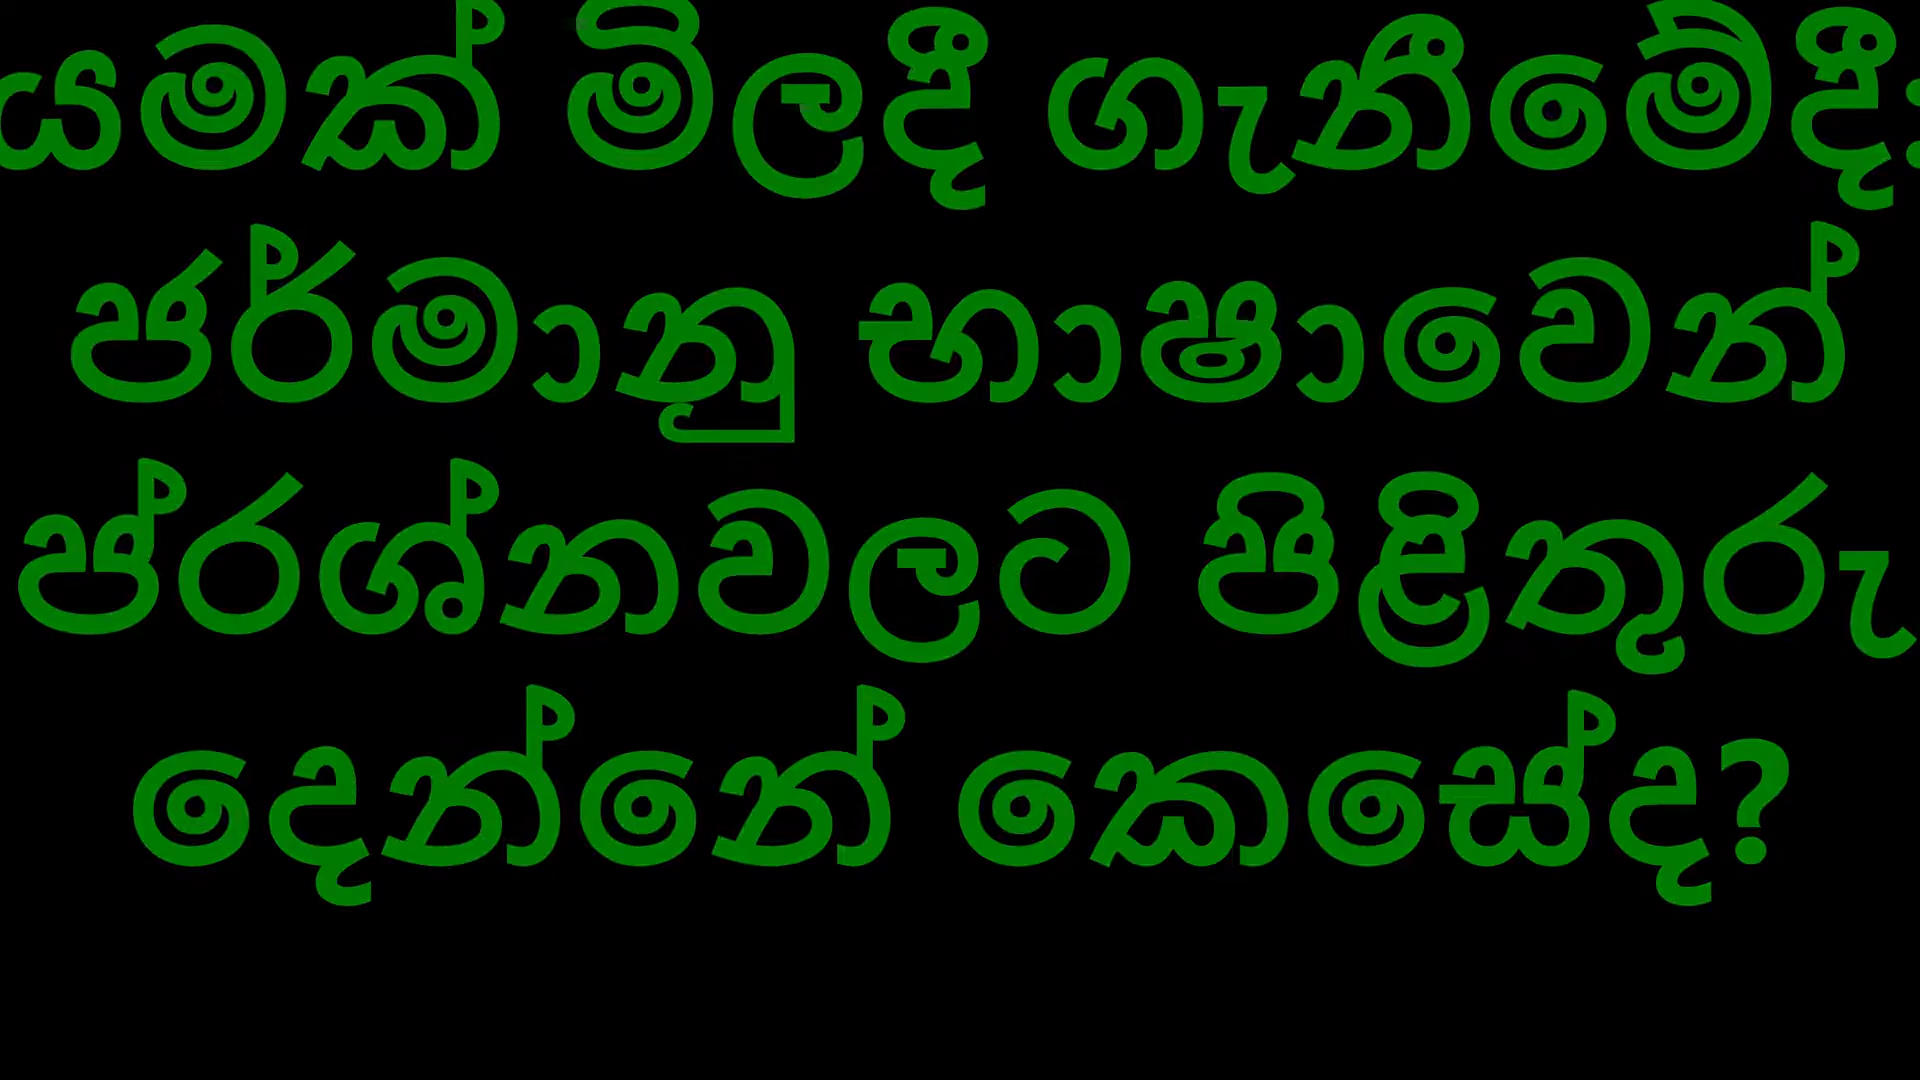 යමක් මිලදී ගැනීමේදී:
ජර්මානු භාෂාවෙන්
ප්රශ්නවලට පිළිතුරු
දෙන්නේ කෙසේද?